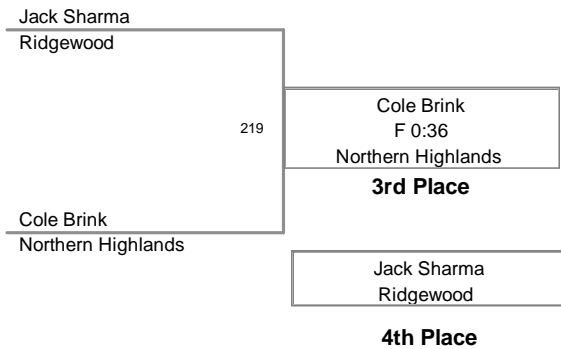 Jack Sharma
Ridgewood
219
Cole Brink
F 0:36
Northern Highlands
3rd Place
Cole Brink
Northern Highlands
Jack Sharma
Ridgewood
4th Place